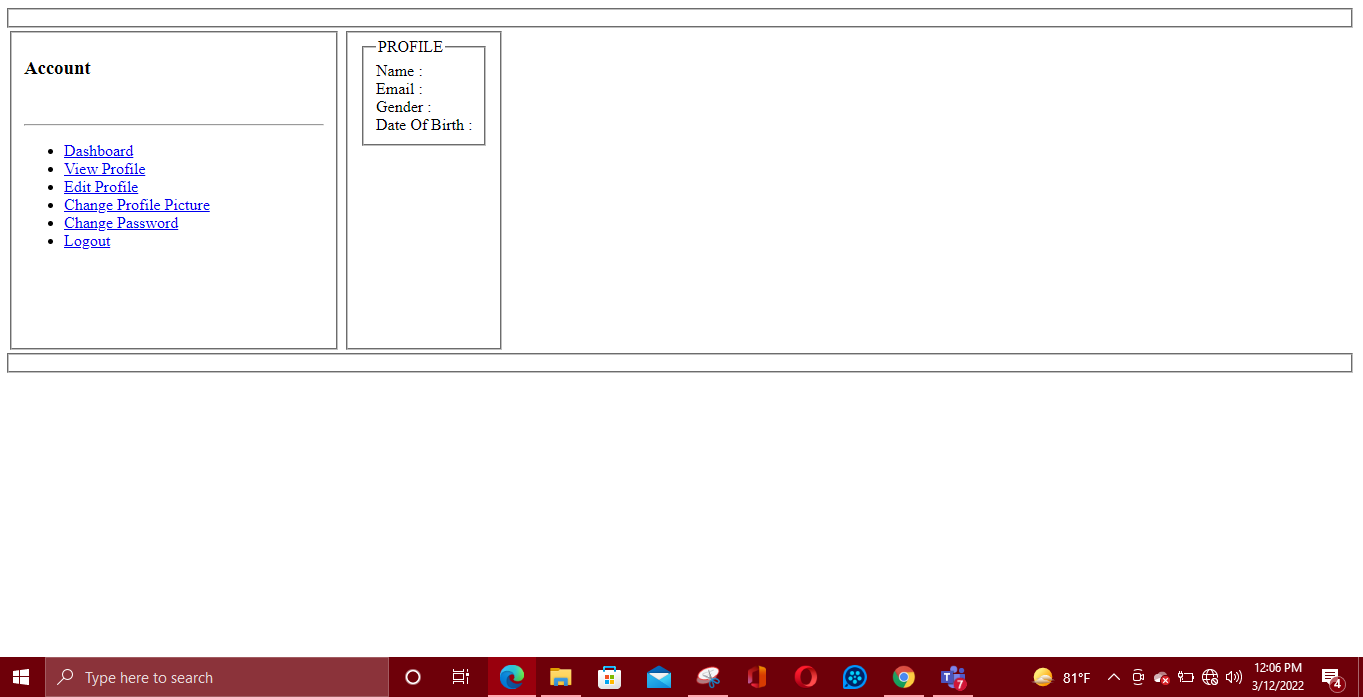 Account
Dashboard
View Profile
Edit Profile
Change Profile Picture
Change Password
Logout
PROFILE
Name :
Email :
Gender :
Date Of Birth :
Type here to search
T
7
81°F
12:06 PM
3/12/2022
4